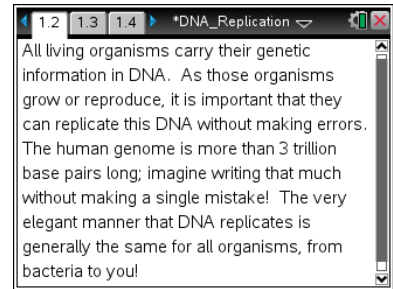 1.2 1.3 1.4 *DNA_Replication
All living organisms carry their genetic
information in DNA. As those organisms
grow or reproduce, it is important that they
can replicate this DNA without making errors.
The human genome is more than 3 trillion
base pairs long; imagine writing that much
without making a single mistake! The very
elegant manner that DNA replicates is
generally the same for all organisms, from
bacteria to you!